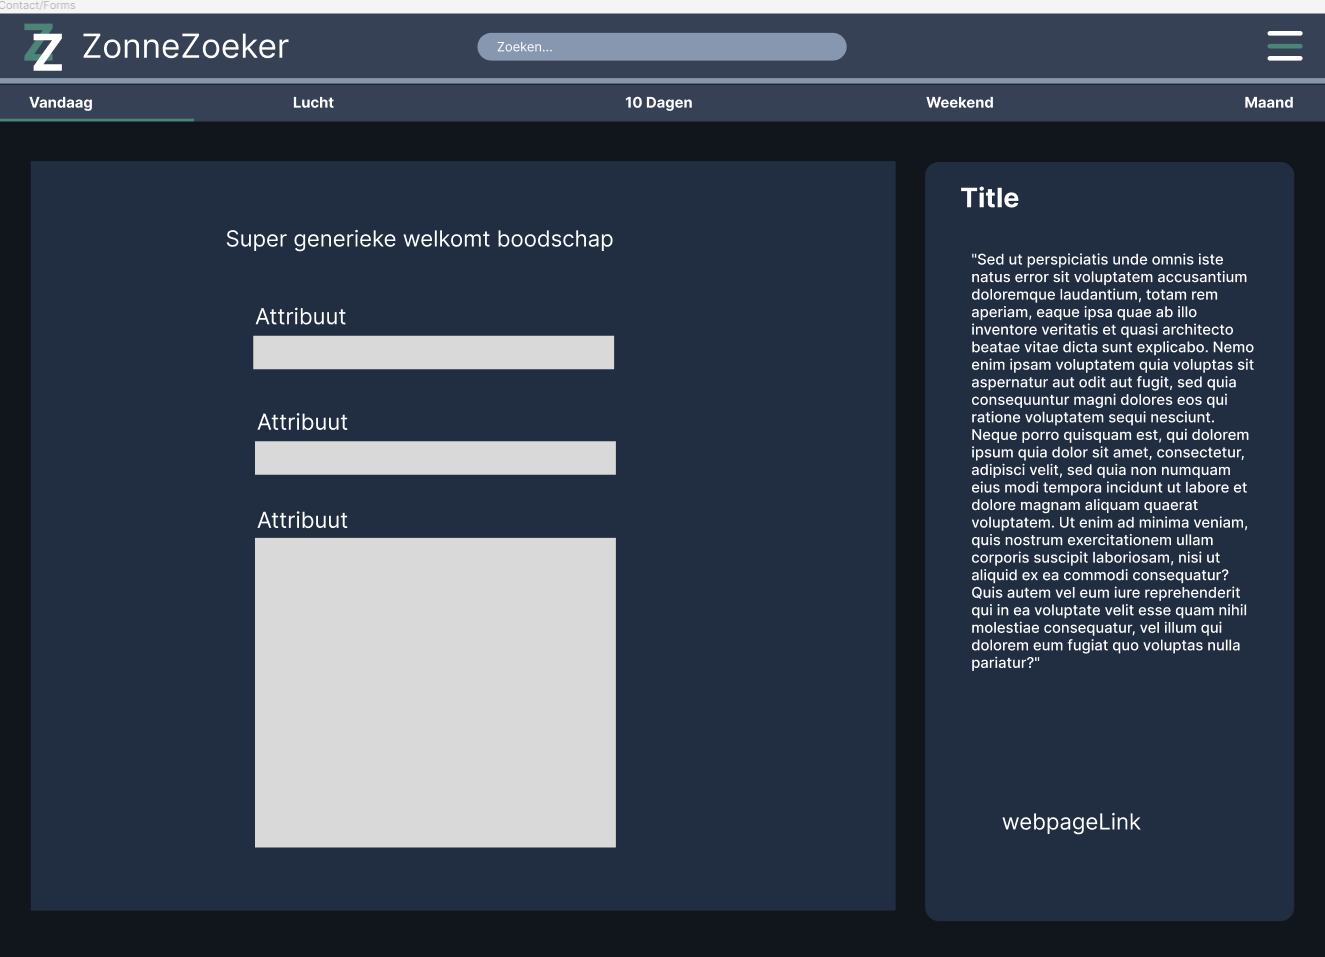 Contact/Forms
ZZ ZonneZoeker
Zoeken...
Vandaag
Lucht
10 Dagen
Weekend
Maand
Super generieke welkomt boodschap
Attribuut
Attribuut
Attribuut
Title
"Sed ut perspiciatis unde omnis iste
natus error sit voluptatem accusantium
doloremque laudantium, totam rem
aperiam, eaque ipsa quae ab illo
inventore veritatis et quasi architecto
beatae vitae dicta sunt explicabo. Nemo
enim ipsam voluptatem quia voluptas sit
aspernatur aut odit aut fugit, sed quia
consequuntur magni dolores eos qui
ratione voluptatem sequi nesciunt.
Neque porro quisquam est, qui dolorem
ipsum quia dolor sit amet, consectetur,
adipisci velit, sed quia non numquam
eius modi tempora incidunt ut labore et
dolore magnam aliquam quaerat
voluptatem. Ut enim ad minima veniam,
quis nostrum exercitationem ullam
corporis suscipit laboriosam, nisi ut
aliquid ex ea commodi consequatur?
Quis autem vel eum iure reprehenderit
qui in ea voluptate velit esse quam nihil
molestiae consequatur, vel illum qui
dolorem eum fugiat quo voluptas nulla
pariatur?"
webpageLink